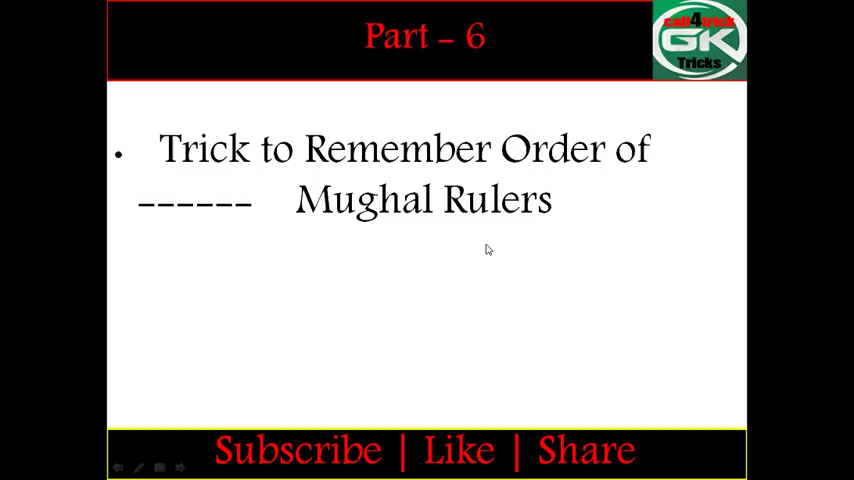 Part - 6
call4trick
GK
Tricks
• Trick to Remember Order of
------ Mughal Rulers
Subscribe | Like | Share